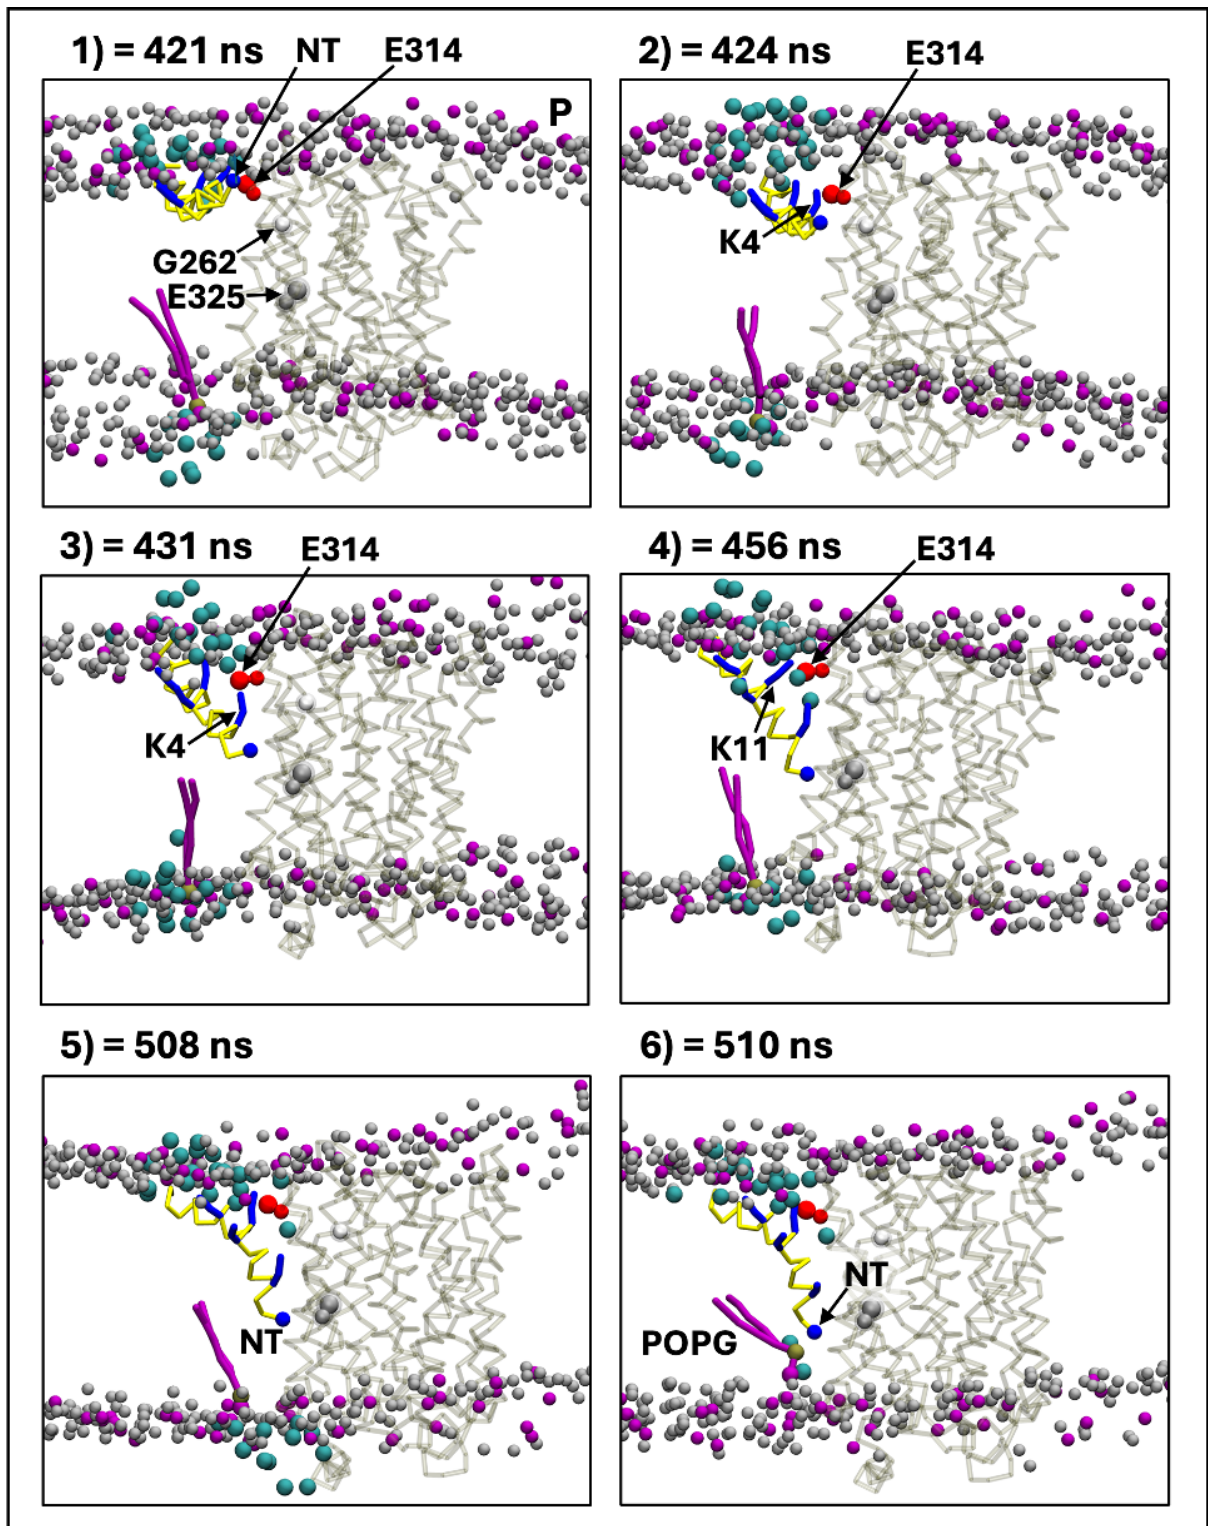 1) = 421 ns NT E314
P
G262
E325
2) = 424 ns E314
K4
3) = 431 ns E314
K4
4) = 456 ns E314
K11
5) = 508 ns
NT
6) = 510 ns
NT
POPG